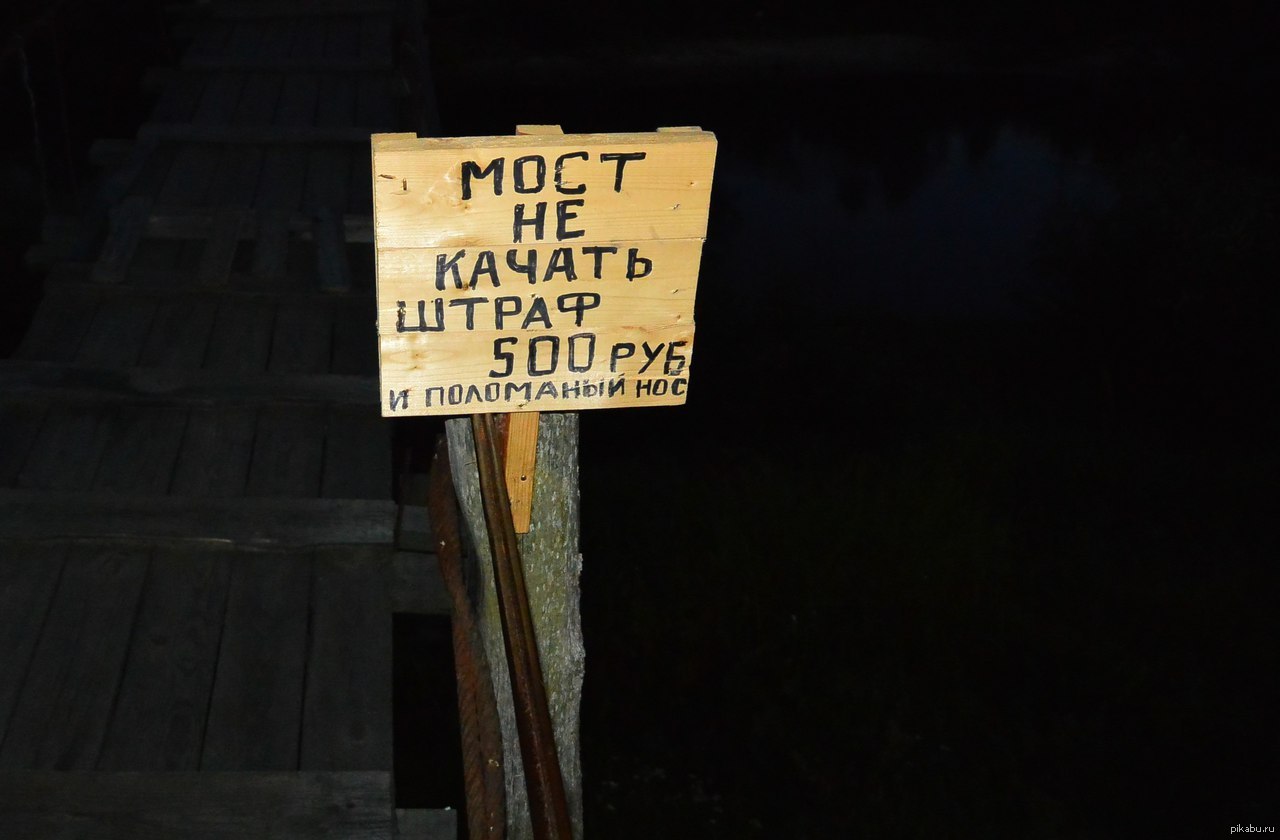 МОСТ
НЕ
КАЧАТЬ
ШТРАФ
500 РУБ
И ПОЛОМАНЫЙ НОС
pikabu.ru